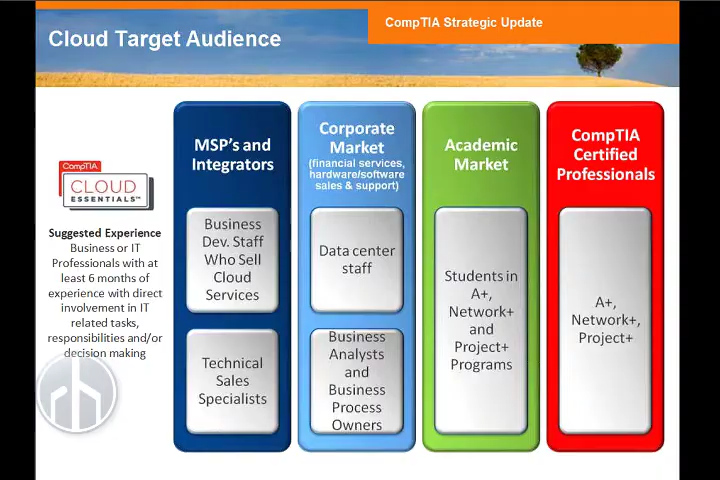 CompTIA Strategic Update
Cloud Target Audience
CompTIA
CLOUD
ESSENTIALS™
Suggested Experience
Business or IT
Professionals with at
least 6 months of
experience with direct
involvement in IT
related tasks,
responsibilities and/or
decision making
rh
MSP's and
Integrators
Business
Dev. Staff
Who Sell
Cloud
Services
Technical
Sales
Specialists
Corporate
Market
(financial services,
hardware/software
sales & support)
Data center
staff
Business
Analysts
and
Business
Process
Owners
Academic
Market
Students in
A+,
Network+
and
Project+
Programs
CompTIA
Certified
Professionals
A+,
Network+,
Project+